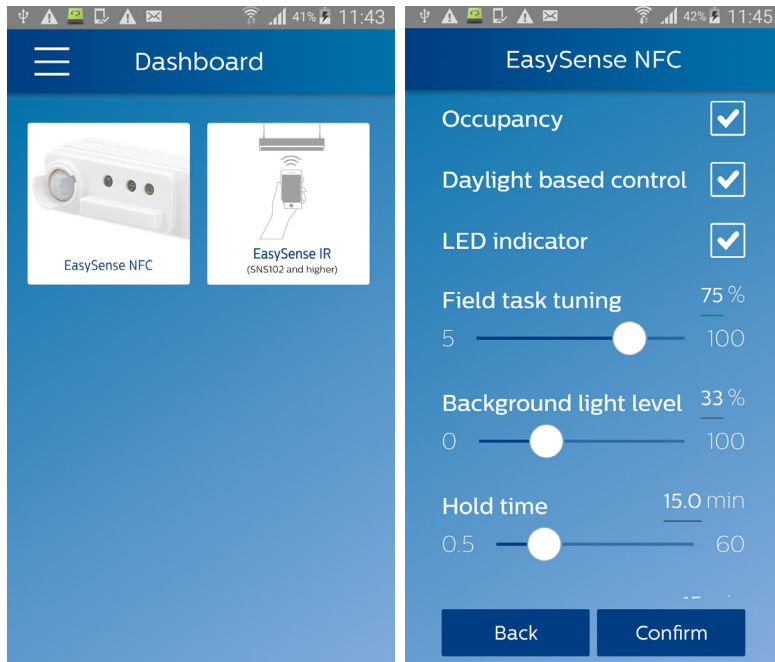 41% 11:43
Dashboard
EasySense NFC
EasySense IR
(SNS102 and higher)
42% 11:45
EasySense NFC
Occupancy
Daylight based control
LED indicator
Field task tuning 75 %
5 100
Background light level 33 %
0 100
Hold time 15.0 min
0.5 60
Back Confirm